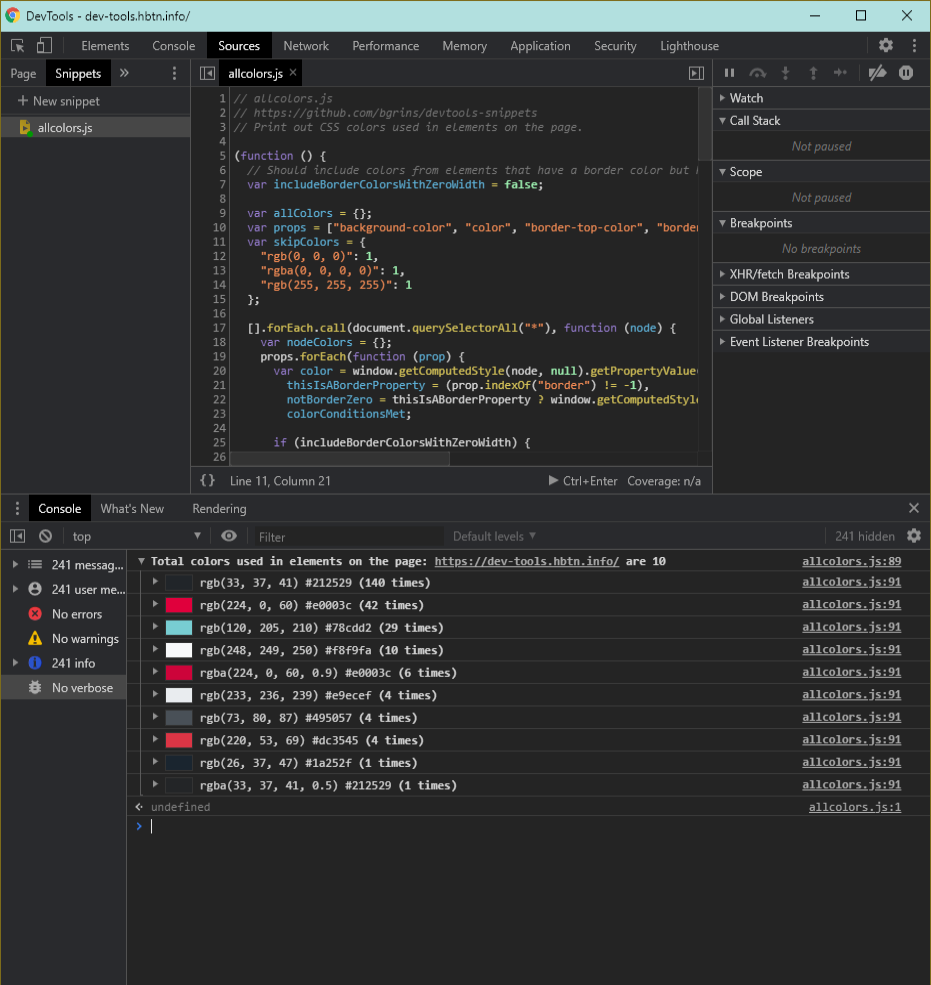 DevTools - dev-tools.hbtn.info/
Elements Console Sources Network Performance Memory Application Security Lighthouse
Page Snippets » allcolors.js ×
+ New snippet
allcolors.js
1 // allcolors.js
2 // https://github.com/bgrins/devtools-snippets
3 // Print out CSS colors used in elements on the page.
4
5 (function () {
6 // Should include colors from elements that have a border color but
7 var includeBorderColorsWithZeroWidth = false;
8
9 var allColors = {};
10 var props = ["background-color", "color", "border-top-color", "border
11 var skipColors = {
12 "rgb(0, 0, 0)": 1,
13 "rgba(0, 0, 0, 0)": 1,
14 "rgb(255, 255, 255)": 1
15 };
16
17 [].forEach.call(document.querySelectorAll("*"), function (node) {
18 var nodeColors = {};
19 props.forEach(function (prop) {
20 var color = window.getComputedStyle(node, null).getPropertyValue(
21 thisIsABorderProperty = (prop.indexOf("border") != -1),
22 notBorderZero = thisIsABorderProperty ? window.getComputedStyle
23 colorConditionsMet;
24
25 if (includeBorderColorsWithZeroWidth) {
26
{} Line 11, Column 21 Ctrl+Enter Coverage: n/a
Watch
Call Stack
Not paused
Scope
Not paused
Breakpoints
No breakpoints
XHR/fetch Breakpoints
DOM Breakpoints
Global Listeners
Event Listener Breakpoints
Console What's New Rendering
top Filter Default levels 241 hidden
241 messag...
241 user me...
No errors
No warnings
241 info
No verbose
Total colors used in elements on the page: https://dev-tools.hbtn.info/ are 10 allcolors.js:89
rgb(33, 37, 41) #212529 (140 times) allcolors.js:91
rgb(224, 0, 60) #e0003c (42 times) allcolors.js:91
rgb(120, 205, 210) #78cdd2 (29 times) allcolors.js:91
rgb(248, 249, 250) #f8f9fa (10 times) allcolors.js:91
rgba(224, 0, 60, 0.9) #e0003c (6 times) allcolors.js:91
rgb(233, 236, 239) #e9ecef (4 times) allcolors.js:91
rgb(73, 80, 87) #495057 (4 times) allcolors.js:91
rgb(220, 53, 69) #dc3545 (4 times) allcolors.js:91
rgb(26, 37, 47) #1a252f (1 times) allcolors.js:91
rgba(33, 37, 41, 0.5) #212529 (1 times) allcolors.js:91
undefined allcolors.js:1